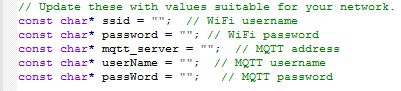 // Update these with values suitable for your network.
const char* ssid = "";  // WiFi username
const char* password = ""; // WiFi password
const char* mqtt_server = "";  // MQTT address
const char* userName = "";  // MQTT username
const char* passWord = "";   // MQTT password